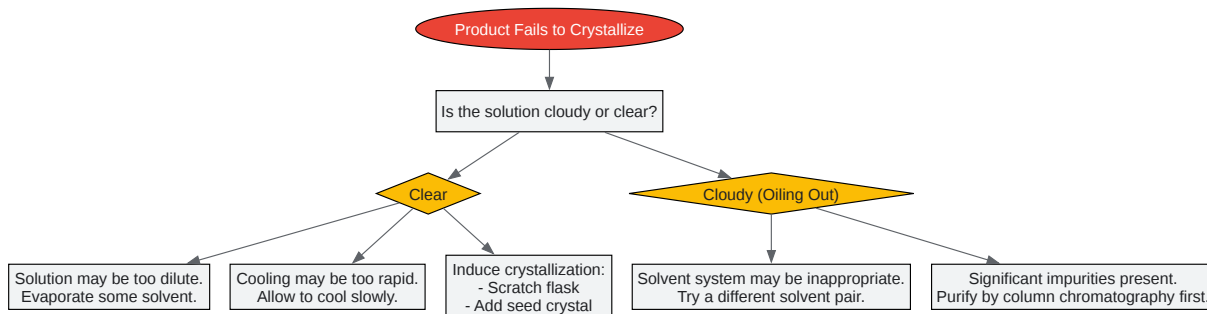 Product Fails to Crystallize
Is the solution cloudy or clear?
Clear
Cloudy (Oiling Out)
Solution may be too dilute.
Evaporate some solvent.
Cooling may be too rapid.
Allow to cool slowly.
Induce crystallization:
- Scratch flask
- Add seed crystal
Solvent system may be inappropriate.
Try a different solvent pair.
Significant impurities present.
Purify by column chromatography first.